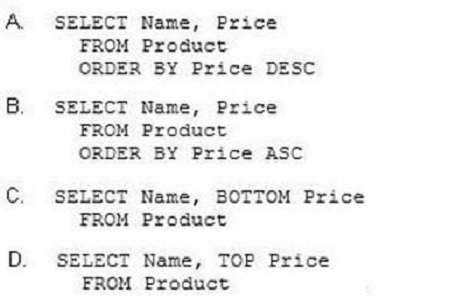 A. SELECT Name, Price
FROM Product
ORDER BY Price DESC
B. SELECT Name, Price
FROM Product
ORDER BY Price ASC
C. SELECT Name, BOTTOM Price
FROM Product
D. SELECT Name, TOP Price
FROM Product